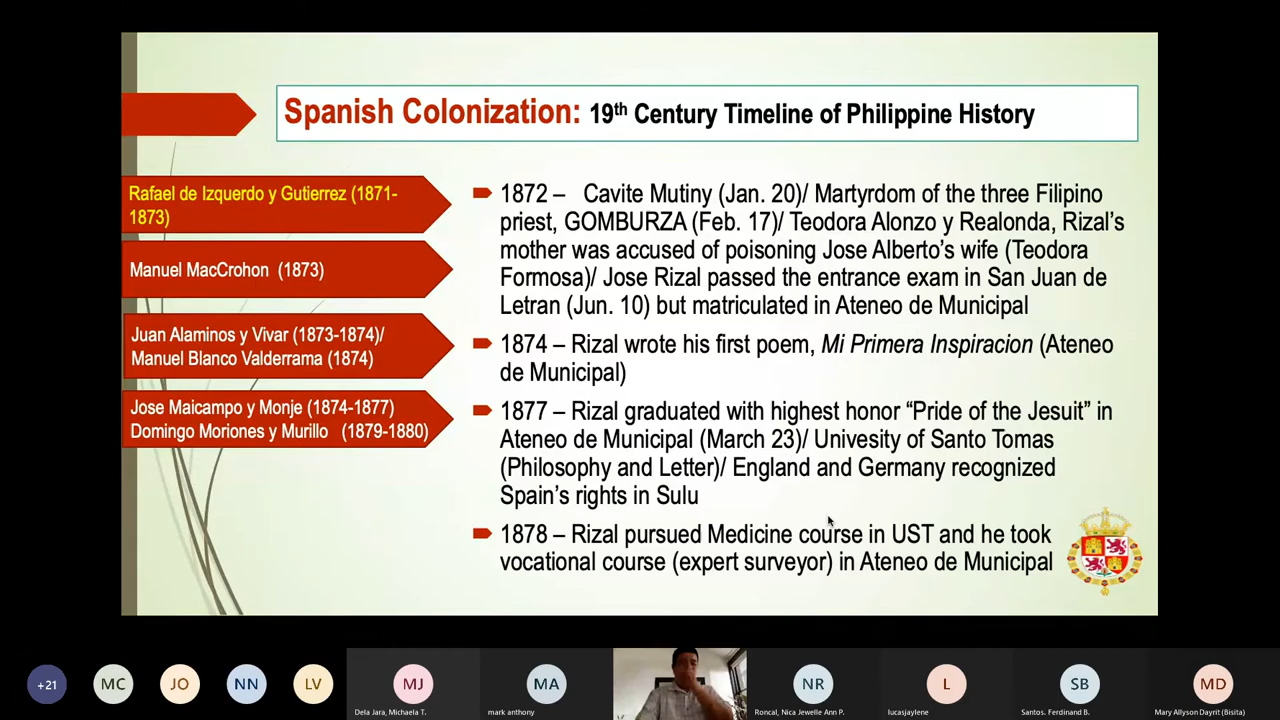 Spanish Colonization: 19th Century Timeline of Philippine History
Rafael de Izquerdo y Gutierrez (1871-
1873)
Manuel MacCrohon (1873)
Juan Alaminos y Vivar (1873-1874)/
Manuel Blanco Valderrama (1874)
Jose Maicampo y Monje (1874-1877)
Domingo Moriones y Murillo (1879-1880)
1872 – Cavite Mutiny (Jan. 20)/ Martyrdom of the three Filipino
priest, GOMBURZA (Feb. 17)/ Teodora Alonzo y Realonda, Rizal's
mother was accused of poisoning Jose Alberto's wife (Teodora
Formosa)/ Jose Rizal passed the entrance exam in San Juan de
Letran (Jun. 10) but matriculated in Ateneo de Municipal
1874 – Rizal wrote his first poem, Mi Primera Inspiracion (Ateneo
de Municipal)
1877 – Rizal graduated with highest honor “Pride of the Jesuit” in
Ateneo de Municipal (March 23)/ Univesity of Santo Tomas
(Philosophy and Letter)/ England and Germany recognized
Spain's rights in Sulu
1878 – Rizal pursued Medicine course in UST and he took
vocational course (expert surveyor) in Ateneo de Municipal
+21
MC
JO
NN
LV
MJ
Dela Jara, Michaela T.
MA
mark anthony
NR
Roncal, Nica Jewelle Ann P.
L
lucasjaylene
SB
Santos. Ferdinand B.
MD
Mary Allyson Dayrit (Bisita)